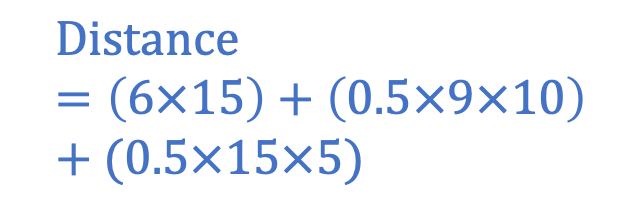 Distance
= (6×15) + (0.5×9×10)
+ (0.5×15×5)